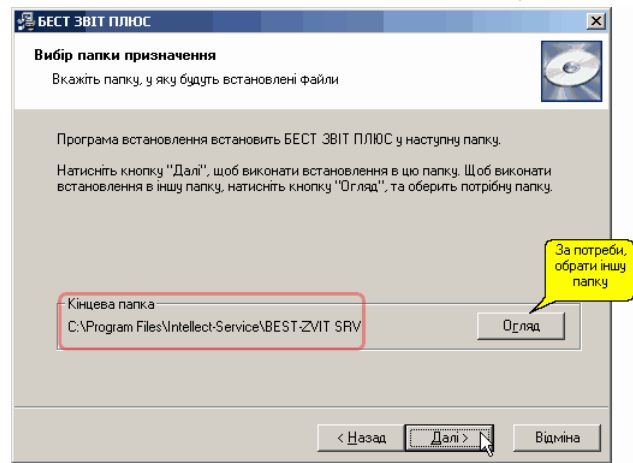 БЕСТ ЗВІТ ПЛЮС
Вибір папки призначення
Вкажіть папку, у яку будуть встановлені файли
Програма встановлення встановить БЕСТ ЗВІТ ПЛЮС у наступну папку.
Натисніть кнопку "Далі", щоб виконати встановлення в цю папку. Щоб виконати
встановлення в іншу папку, натисніть кнопку "Огляд", та оберить потрібну папку.
За потреби,
обрати іншу
папку
Кінцева папка
C:\Program Files\Intellect-Service\BEST-ZVIT SRV
Огляд
< Назад
Далі >
Відміна